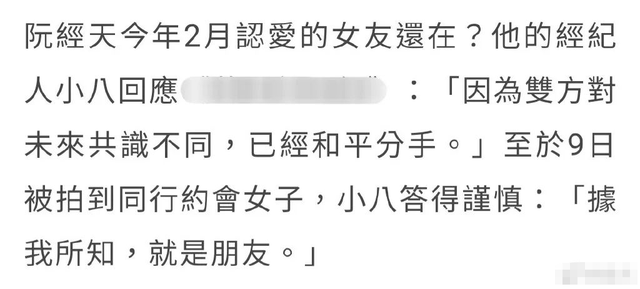 阮經天今年2月認愛的女友還在？他的經紀
人小八回應：「因為雙方對
未來共識不同，已經和平分手。」至於9日
被拍到同行約會女子，小八答得謹慎：「據
我所知，就是朋友。」